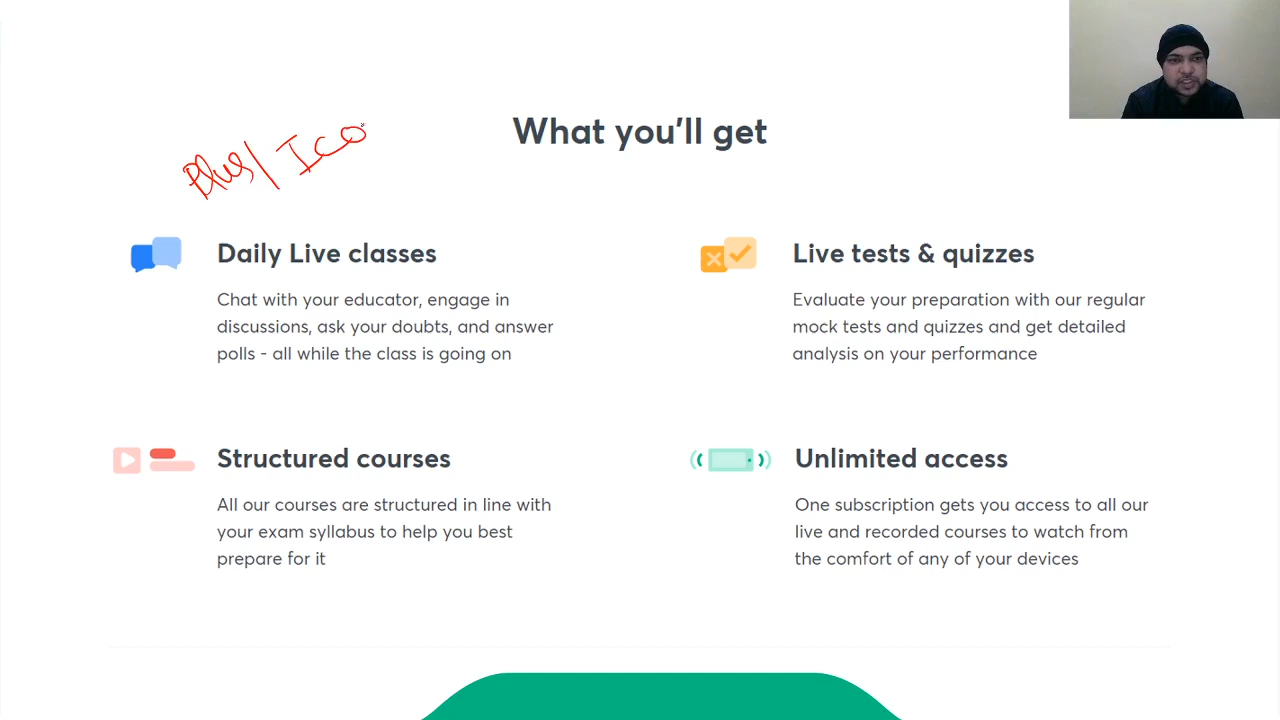 What you'll get
Plus/ Ico
Daily Live classes
Chat with your educator, engage in
discussions, ask your doubts, and answer
polls - all while the class is going on
Live tests & quizzes
Evaluate your preparation with our regular
mock tests and quizzes and get detailed
analysis on your performance
Structured courses
All our courses are structured in line with
your exam syllabus to help you best
prepare for it
Unlimited access
One subscription gets you access to all our
live and recorded courses to watch from
the comfort of any of your devices